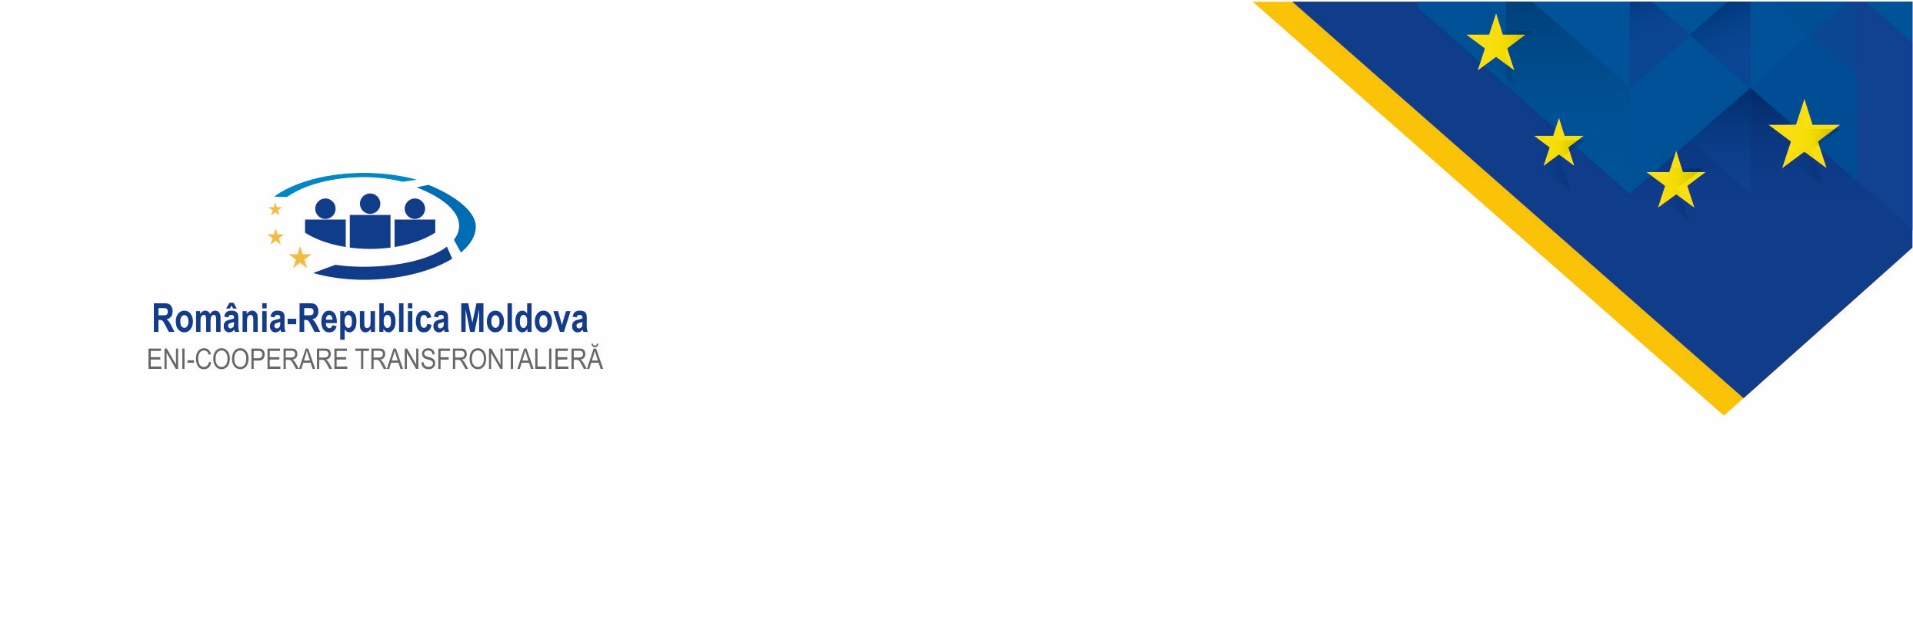 România-Republica Moldova
ENI-COOPERARE TRANSFRONTALIERĂ